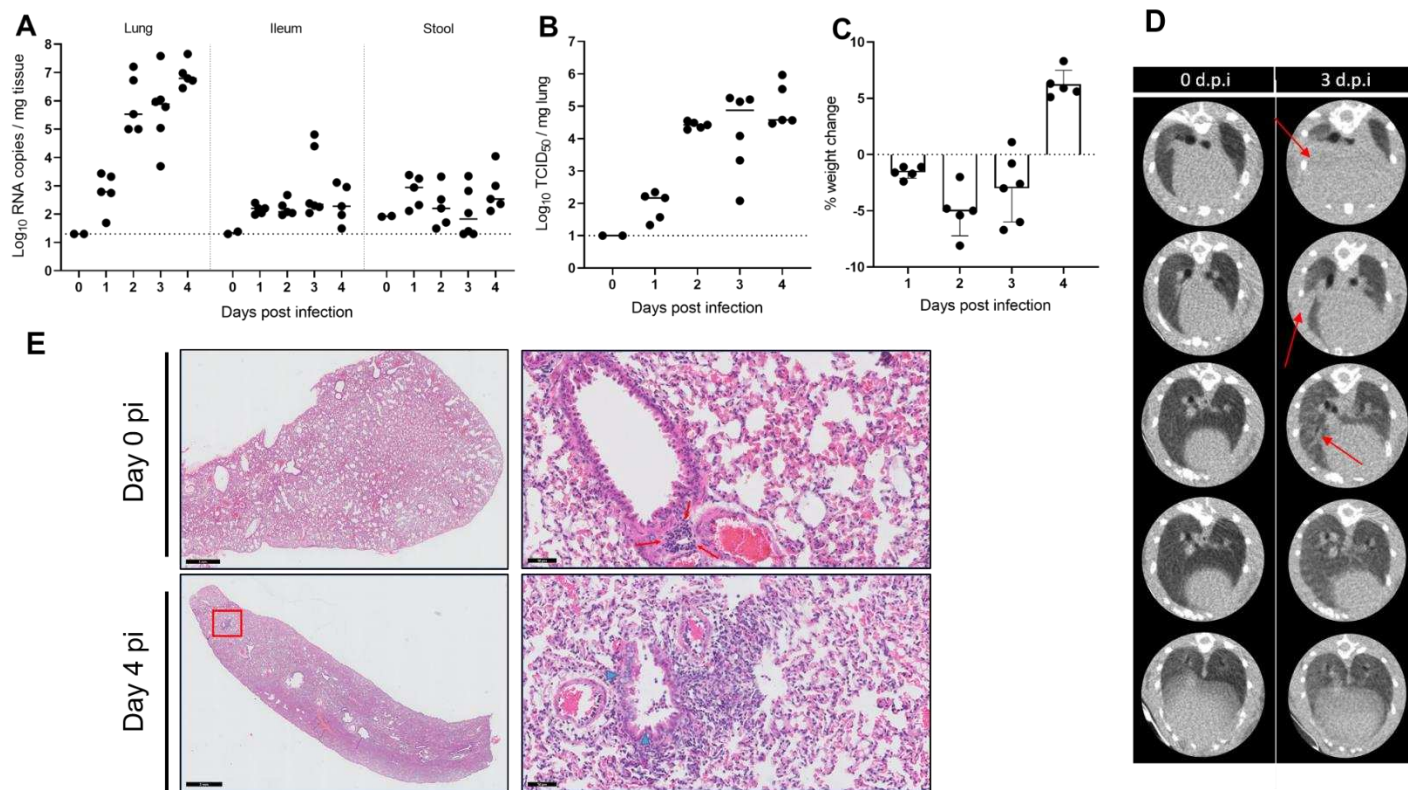 A
Lung Ileum Stool
Log10 RNA copies / mg tissue
8
7
6
5
4
3
2
1
0 1 2 3 4 0 1 2 3 4 0 1 2 3 4
Days post infection
B
Log10 TCID50 / mg lung
7
6
5
4
3
2
1
0
0 1 2 3 4
Days post infection
C
% weight change
10
5
0
-5
-10
1 2 3 4
Days post infection
D
0 d.p.i 3 d.p.i
E
Day 0 pi
Day 4 pi